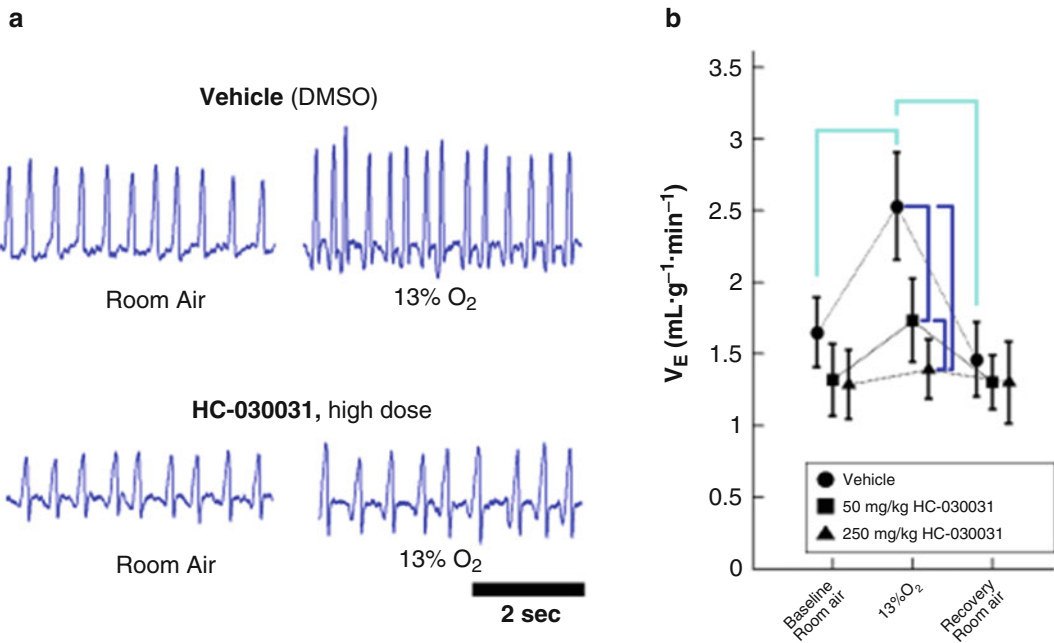 a
Vehicle (DMSO)
Room Air
13% O₂
HC-030031, high dose
Room Air
13% O₂
2 sec
b
V_E (mL·g⁻¹·min⁻¹)
3.5
3
2.5
2
1.5
1
0.5
0
Vehicle
50 mg/kg HC-030031
250 mg/kg HC-030031
Baseline
Room air
13%O₂
Recovery
Room air